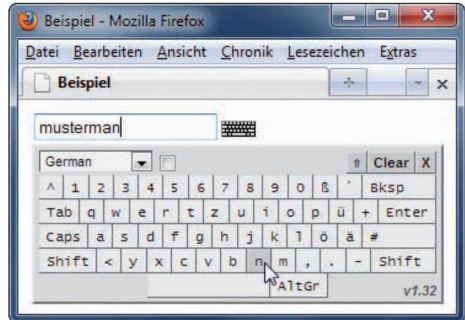 Beispiel - Mozilla Firefox
Datei Bearbeiten Ansicht Chronik Lesezeichen Extras
Beispiel
musterman
German ⇑ Clear X
^ 1 2 3 4 5 6 7 8 9 0 ß ´ Bksp
Tab q w e r t z u i o p ü + Enter
Caps a s d f g h j k l ö ä #
Shift < y x c v b n m , . - Shift
AltGr
v1.32